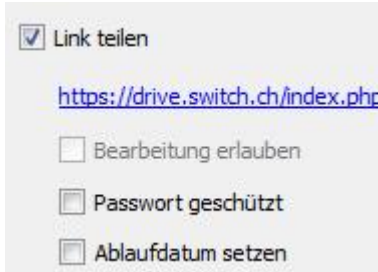 Link teilen
https://drive.switch.ch/index.php
Bearbeitung erlauben
Passwort geschützt
Ablaufdatum setzen